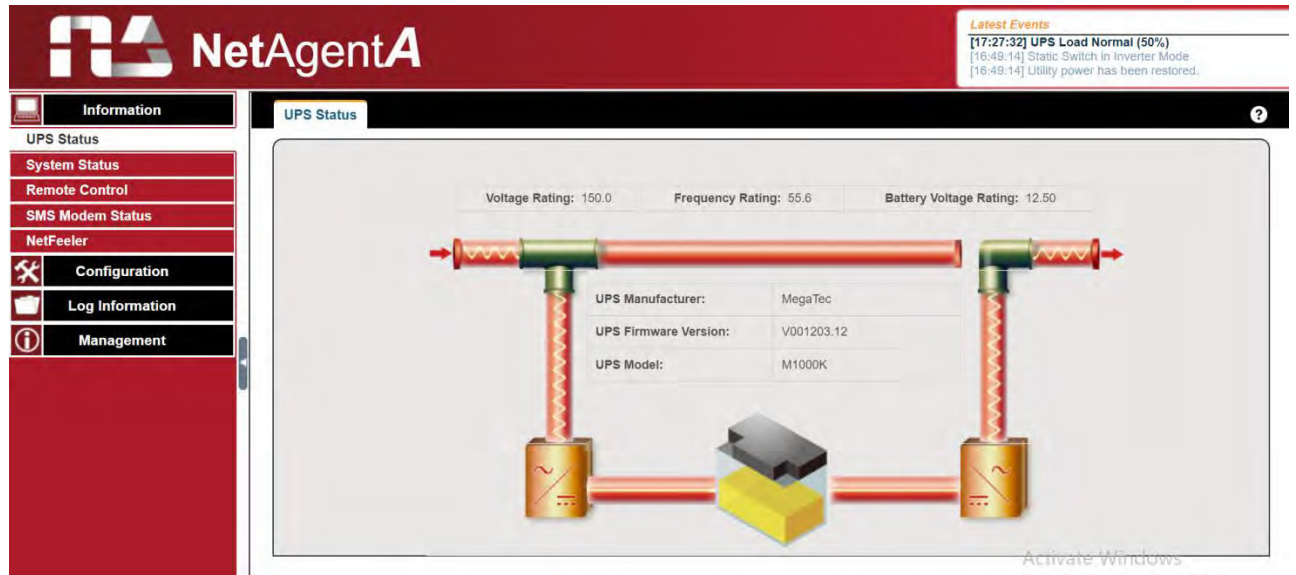 NA NetAgentA
Latest Events
[17:27:32] UPS Load Normal (50%)
[16:49:14] Static Switch in Inverter Mode
[16:49:14] Utility power has been restored.
Information
UPS Status
System Status
Remote Control
SMS Modem Status
NetFeeler
Configuration
Log Information
Management
UPS Status
?
Voltage Rating: 150.0 Frequency Rating: 55.6 Battery Voltage Rating: 12.50
UPS Manufacturer: MegaTec
UPS Firmware Version: V001203.12
UPS Model: M1000K
Activate Windows